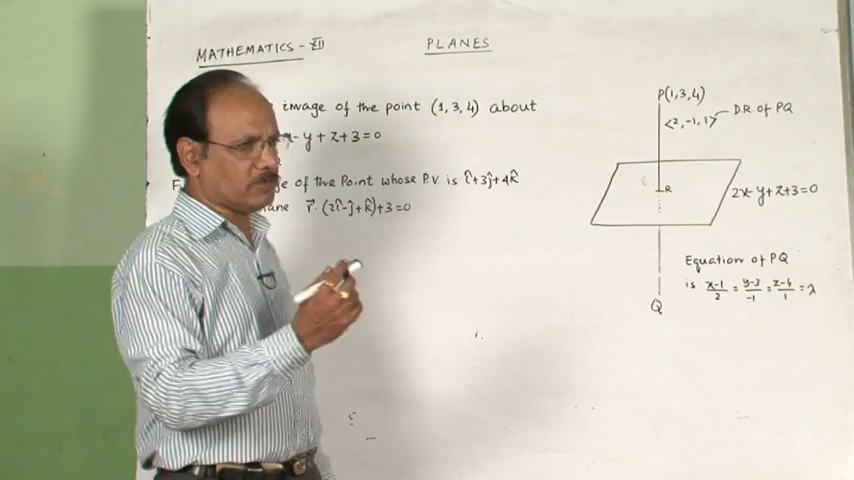 MATHEMATICS - XII
PLANES
image of the point (1, 3, 4) about
x - y + z + 3 = 0
of the Point whose P.V. is î+3ĵ+4k̂
r⃗. (2î-ĵ+k̂)+3=0
P(1,3,4)
<2,-1,1> D.R. of PQ
R
2x-y+z+3=0
Equation of PQ
is x-1/2 = y-3/-1 = z-4/1 = λ
Q